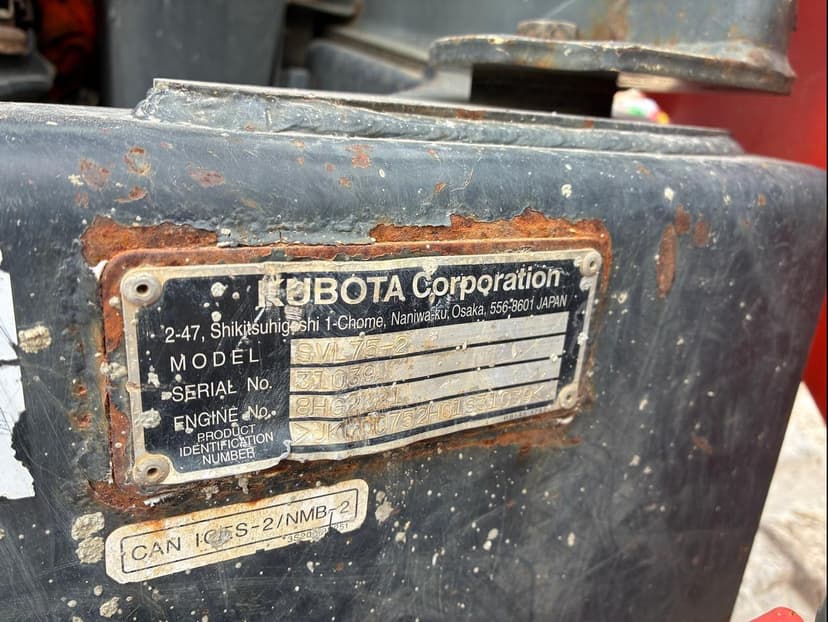 KUBOTA Corporation
2-47, Shikitsuhigashi 1-Chome, Naniwa-ku, Osaka, 556-8601 JAPAN
MODEL SVL75-2
SERIAL No. 31039
ENGINE No.
PRODUCT
IDENTIFICATION
NUMBER
CAN ICES-2/NMB-2